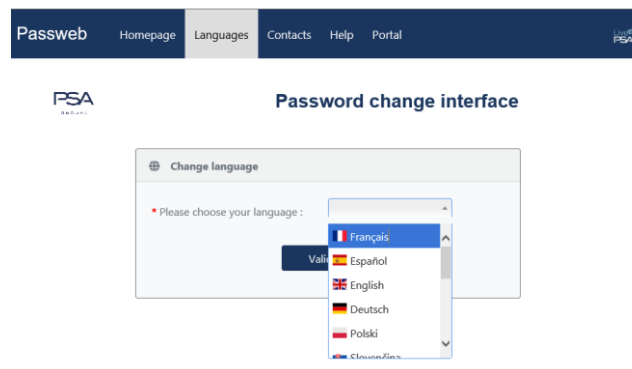 Passweb Homepage Languages Contacts Help Portal
PSA
Password change interface
Change language
* Please choose your language :
Français
Vali
Español
English
Deutsch
Polski
Slovenčina